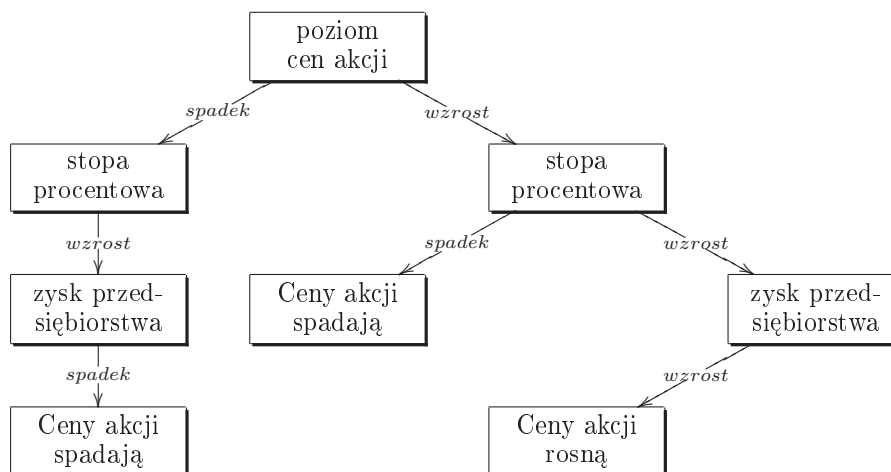 poziom
cen akcji
spadek
wzrost
stopa
procentowa
stopa
procentowa
wzrost
spadek
wzrost
zysk przed-
siębiorstwa
Ceny akcji
spadają
zysk przed-
siębiorstwa
spadek
wzrost
Ceny akcji
spadają
Ceny akcji
rosną